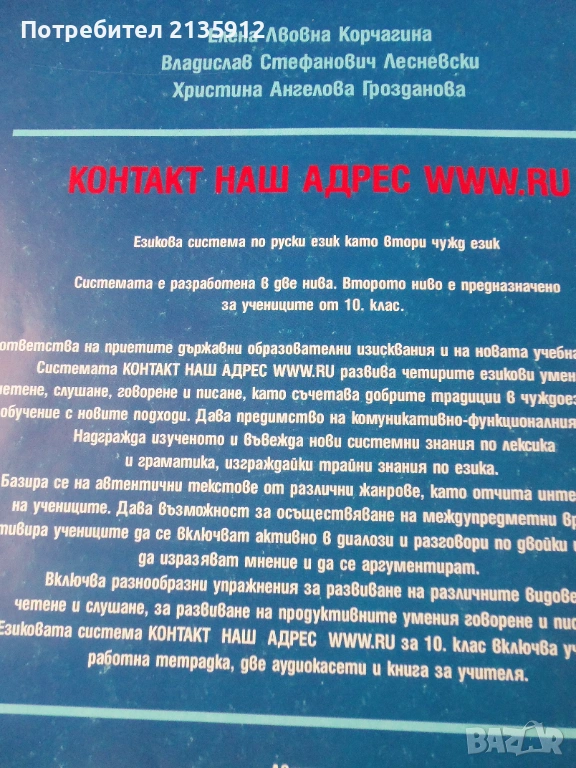 Потребител 2135912
Елена Лвовна Корчагина
Владислав Стефанович Лесневски
Христина Ангелова Грозданова
КОНТАКТ НАШ АДРЕС WWW.RU
Езикова система по руски език като втори чужд език
Системата е разработена в две нива. Второто ниво е предназначено
за учениците от 10. клас.
ответства на приетите държавни образователни изисквания и на новата учебна
Системата КОНТАКТ НАШ АДРЕС WWW.RU развива четирите езикови умен
четене, слушане, говорене и писане, като съчетава добрите традиции в чуждоез
обучение с новите подходи. Дава предимство на комуникативно-функционалния
Надгражда изученото и въвежда нови системни знания по лексика
и граматика, изграждайки трайни знания по езика.
Базира се на автентични текстове от различни жанрове, като отчита инте
на учениците. Дава възможност за осъществяване на междупредметни вр
тивира учениците да се включват активно в диалози и разговори по двойки и
да изразяват мнение и да се аргументират.
Включва разнообразни упражнения за развиване на различните видове
четене и слушане, за развиване на продуктивните умения говорене и пис
Езиковата система КОНТАКТ НАШ АДРЕС WWW.RU за 10. клас включва уч
работна тетрадка, две аудиокасети и книга за учителя.
BAZAR